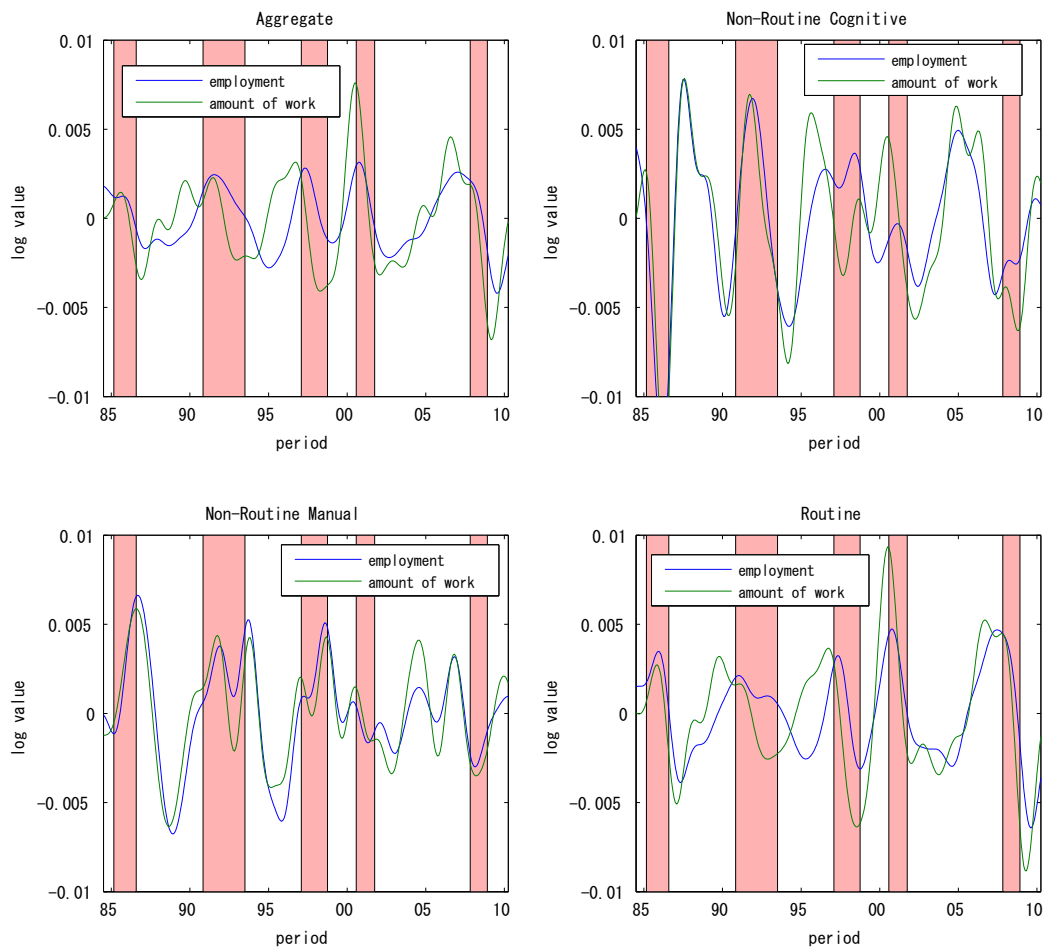 Aggregate
0.01
0.005
0
-0.005
-0.01
log value
employment
amount of work
85 90 95 00 05 10
period
Non-Routine Cognitive
0.01
0.005
0
-0.005
-0.01
log value
employment
amount of work
85 90 95 00 05 10
period
Non-Routine Manual
0.01
0.005
0
-0.005
-0.01
log value
employment
amount of work
85 90 95 00 05 10
period
Routine
0.01
0.005
0
-0.005
-0.01
log value
employment
amount of work
85 90 95 00 05 10
period